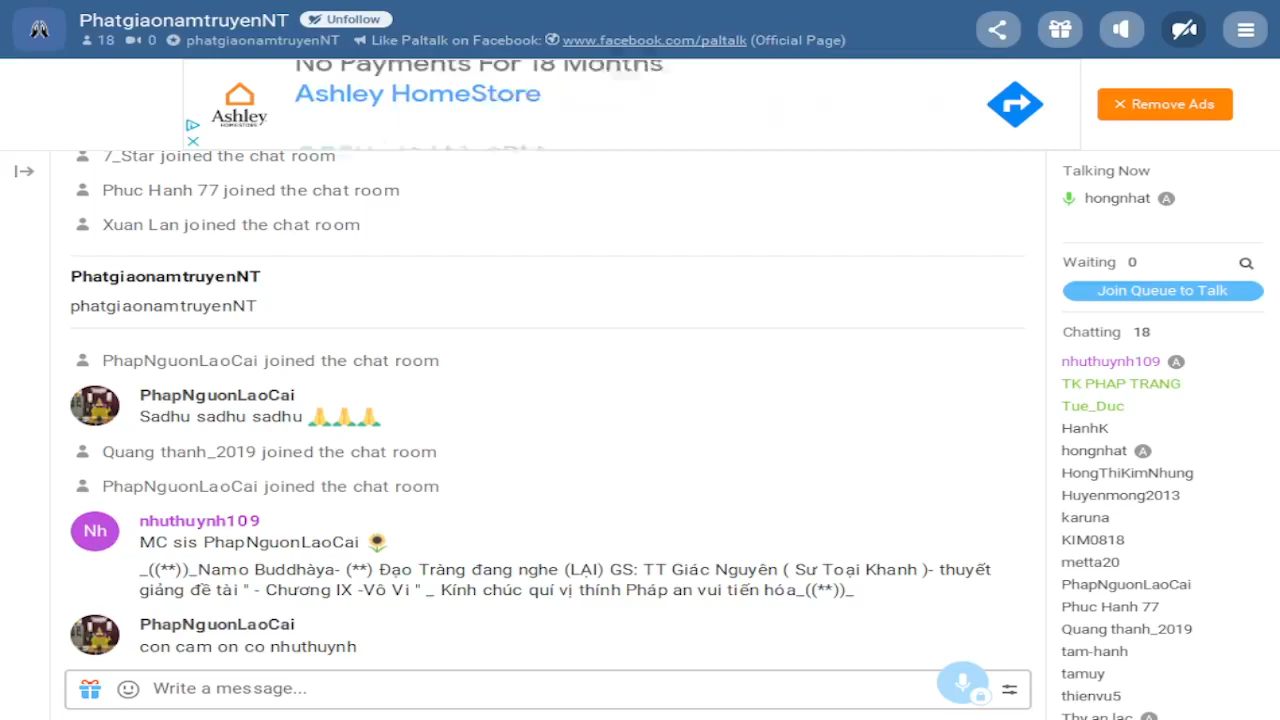 PhatgiaonamtruyenNT Unfollow
18 0 phatgiaonamtruyenNT Like Paltalk on Facebook: www.facebook.com/paltalk (Official Page)
No Payments For 18 Months
Ashley HomeStore
Ashley
HOMESTORE
Remove Ads
7_Star joined the chat room
Phuc Hanh 77 joined the chat room
Xuan Lan joined the chat room
PhatgiaonamtruyenNT
phatgiaonamtruyenNT
PhapNguonLaoCai joined the chat room
PhapNguonLaoCai
Sadhu sadhu sadhu 🙏🙏🙏
Quang thanh_2019 joined the chat room
PhapNguonLaoCai joined the chat room
Nh
nhuthuynh109
MC sis PhapNguonLaoCai 🌻
_((**))_Namo Buddhàya- (**) Đạo Tràng đang nghe (LẠI) GS: TT Giác Nguyên ( Sư Toại Khanh )- thuyết
giảng đề tài " - Chương IX -Vô Vi " _ Kính chúc quí vị thính Pháp an vui tiến hóa_((**))_
PhapNguonLaoCai
con cam on co nhuthuynh
Write a message...
Talking Now
hongnhat A
Waiting 0
Join Queue to Talk
Chatting 18
nhuthuynh109 A
TK PHAP TRANG
Tue_Duc
HanhK
hongnhat A
HongThiKimNhung
Huyenmong2013
karuna
KIM0818
metta20
PhapNguonLaoCai
Phuc Hanh 77
Quang thanh_2019
tam-hanh
tamuy
thienvu5
Thy an lac A